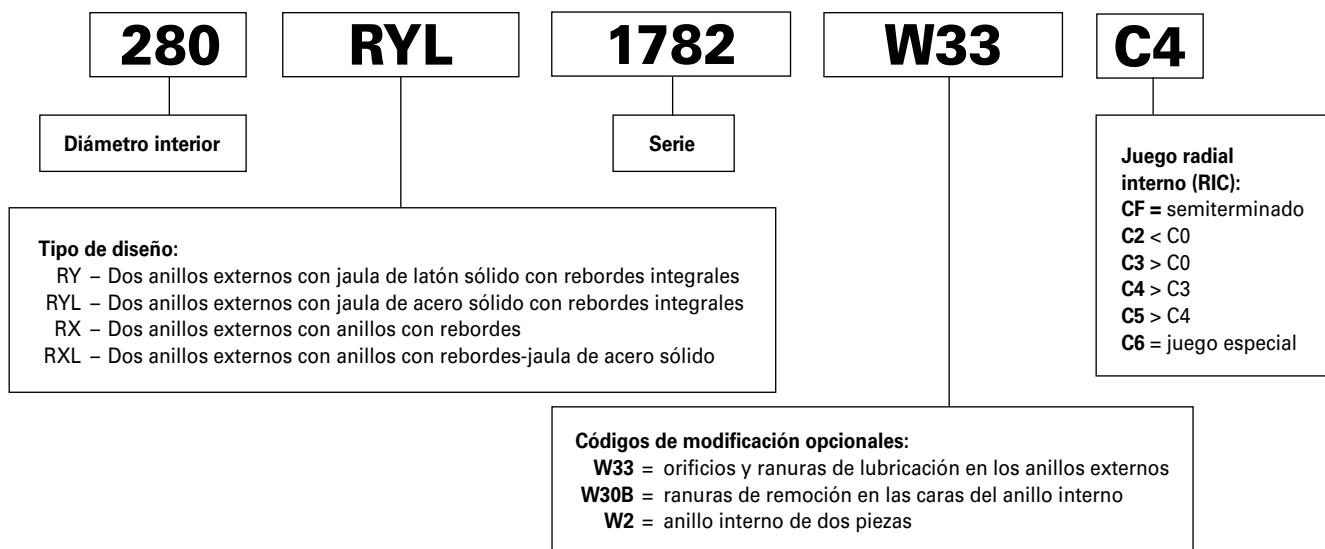 280 RYL 1782 W33 C4
Diámetro interior
Serie
Tipo de diseño:
RY – Dos anillos externos con jaula de latón sólido con rebordes integrales
RYL – Dos anillos externos con jaula de acero sólido con rebordes integrales
RX – Dos anillos externos con anillos con rebordes
RXL – Dos anillos externos con anillos con rebordes-jaula de acero sólido
Juego radial
interno (RIC):
CF = semiterminado
C2 < C0
C3 > C0
C4 > C3
C5 > C4
C6 = juego especial
Códigos de modificación opcionales:
W33 = orificios y ranuras de lubricación en los anillos externos
W30B = ranuras de remoción en las caras del anillo interno
W2 = anillo interno de dos piezas